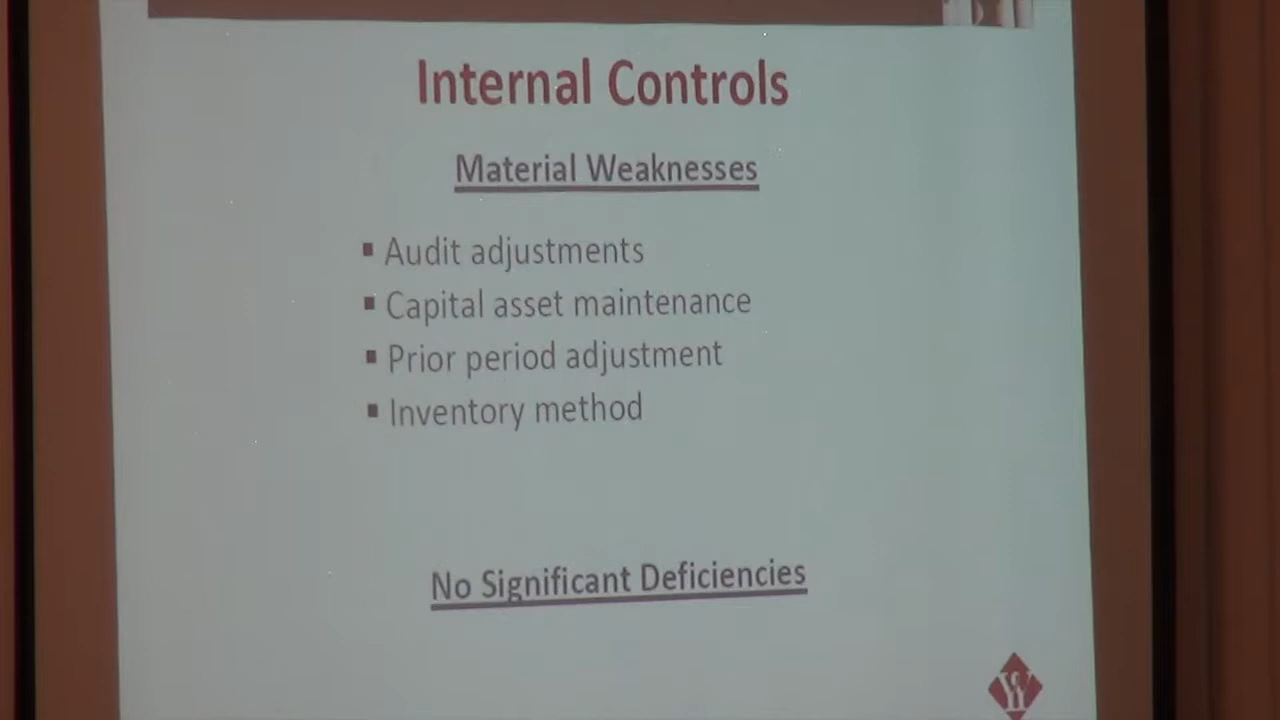 Internal Controls
Material Weaknesses
▪ Audit adjustments
▪ Capital asset maintenance
▪ Prior period adjustment
▪ Inventory method
No Significant Deficiencies